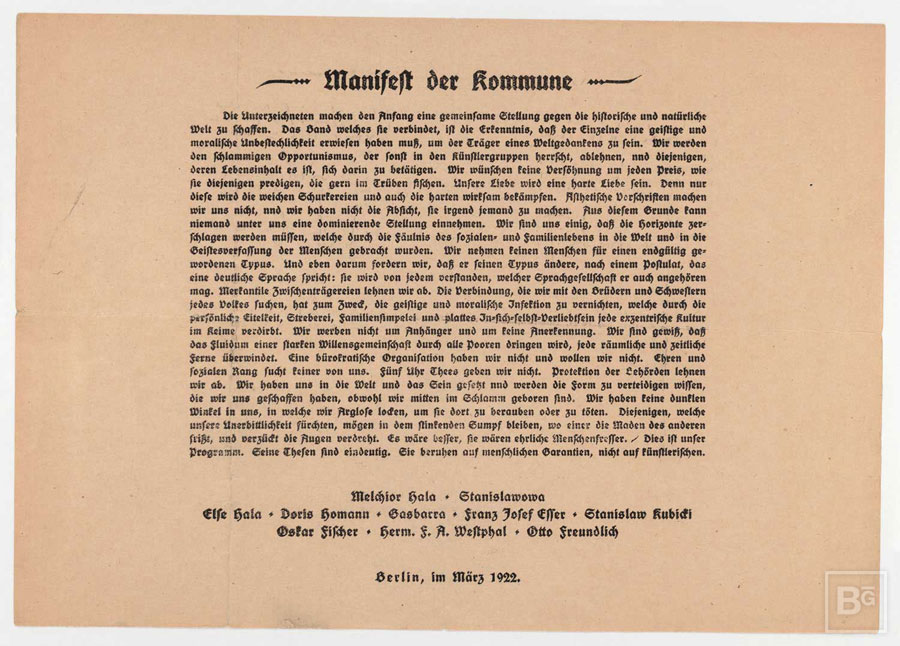 Manifest der Kommune
Die Unterzeichneten machen den Anfang eine gemeinsame Stellung gegen die historische und natürliche
Welt zu schaffen. Das Band welches sie verbindet, ist die Erkenntnis, daß der Einzelne eine geistige und
moralische Unbestechlichkeit erwiesen haben muß, um der Träger eines Weltgedankens zu sein. Wir werden
den schlammigen Opportunismus, der sonst in den Künstlergruppen herrscht, ablehnen, nnd diejenigen,
deren Lebensinhalt es ist, sich darin zu betätigen. Wir wünschen keine Versöhnung um jeden Preis, wie
sie diejenigen predigen, die gern im Trüben fischen. Unsere Liebe wird eine harte Liebe sein. Denn nur
diese wird die weichen Schurkereien und auch die harten wirksam bekämpfen. Ästhetische Vorschriften machen
wir uns nicht, nnd wir haben nicht die Absicht, sie irgend jemand zu machen. Aus diesem Grunde kann
niemand unter uns eine dominierende Stellung einnehmen. Wir sind uns einig, daß die Horizonte zer-
schlagen werden müssen, welche durch die Fäulnis des sozialen- und Familienlebens in die Welt und in die
Geistesverfassung der Menschen gebracht wurden. Wir nehmen keinen Menschen für einen endgültig ge-
wordenen Typus. Und eben darum fordern wir, daß er seinen Typus ändere, nach einem Postulat, das
eine deutliche Sprache spricht: sie wird von jedem verstanden, welcher Sprachgesellschaft er auch angehören
mag. Merkantile Zwischenträgereien lehnen wir ab. Die Verbindung, die wir mit den Brüdern und Schwestern
jedes Volkes suchen, hat zum Zweck, die geistige und moralische Infektion zu vernichten, welche durch die
persönliche Eitelkeit, Streberei, Familiensimpelei und plattes In-sich-selbst-Verliebtsein jede exzentrische Kultur
im Keime verdirbt. Wir werben nicht um Anhänger und um keine Anerkennung. Wir sind gewiß, daß
das Fluidum einer starken Willensgemeinschaft durch alle Pooren dringen wird, jede räumliche und zeitliche
Ferne überwindet. Eine bürokratische Organisation haben wir nicht und wollen wir nicht. Ehren und
sozialen Rang sucht keiner von uns. Fünf Uhr Thees geben wir nicht. Protektion der Behörden lehnen
wir ab. Wir haben uns in die Welt und das Sein gesetzt nnd werden die Form zu verteidigen wissen,
die wir uns geschaffen haben, obwohl wir mitten im Schlamm geboren sind. Wir haben keine dunklen
Winkel in uns, in welche wir Arglose locken, um sie dort zu berauben oder zu töten. Diejenigen, welche
unsere Unerbittlichkeit fürchten, mögen in dem stinkenden Sumpf bleiben, wo einer die Maden des anderen
frißt, und verzückt die Augen verdreht. Es wäre besser, sie wären ehrliche Menschenfresser. Dies ist unser
Programm. Seine Thesen sind eindeutig. Sie beruhen auf menschlichen Garantien, nicht auf künstlerischen.
Melchior Hala • Stanislawowa
Else Hala • Doris Homann • Gasbarra • Franz Josef Esser • Stanislaw Kubicki
Oskar Fischer • Herm. F. A. Westphal • Otto Freundlich
Berlin, im März 1922.
BG